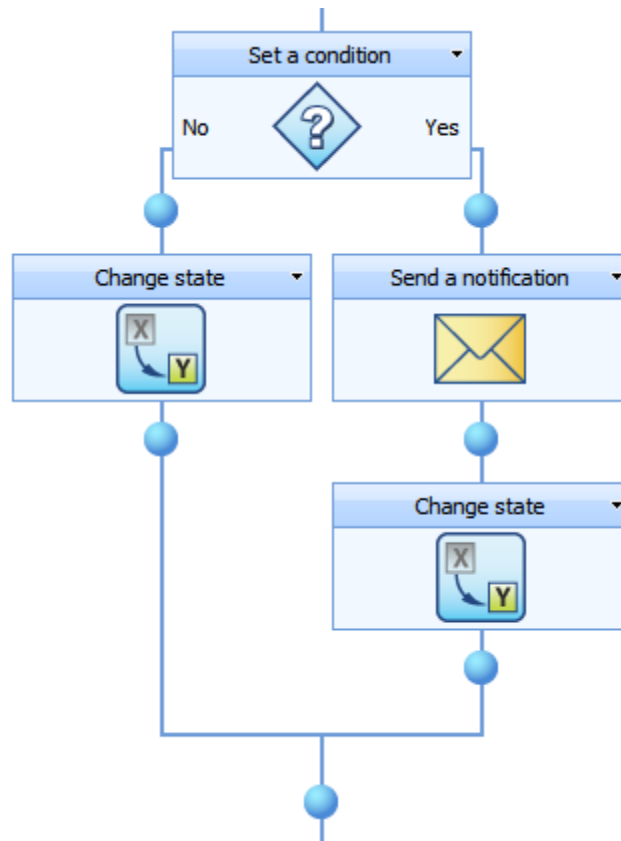 Set a condition
No
?
Yes
Change state
X
Y
Send a notification
Change state
X
Y